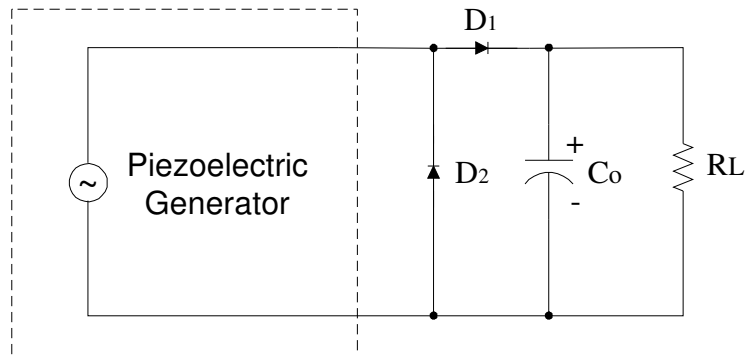 D1
+
~
Piezoelectric
Generator
D2
Co
RL
-